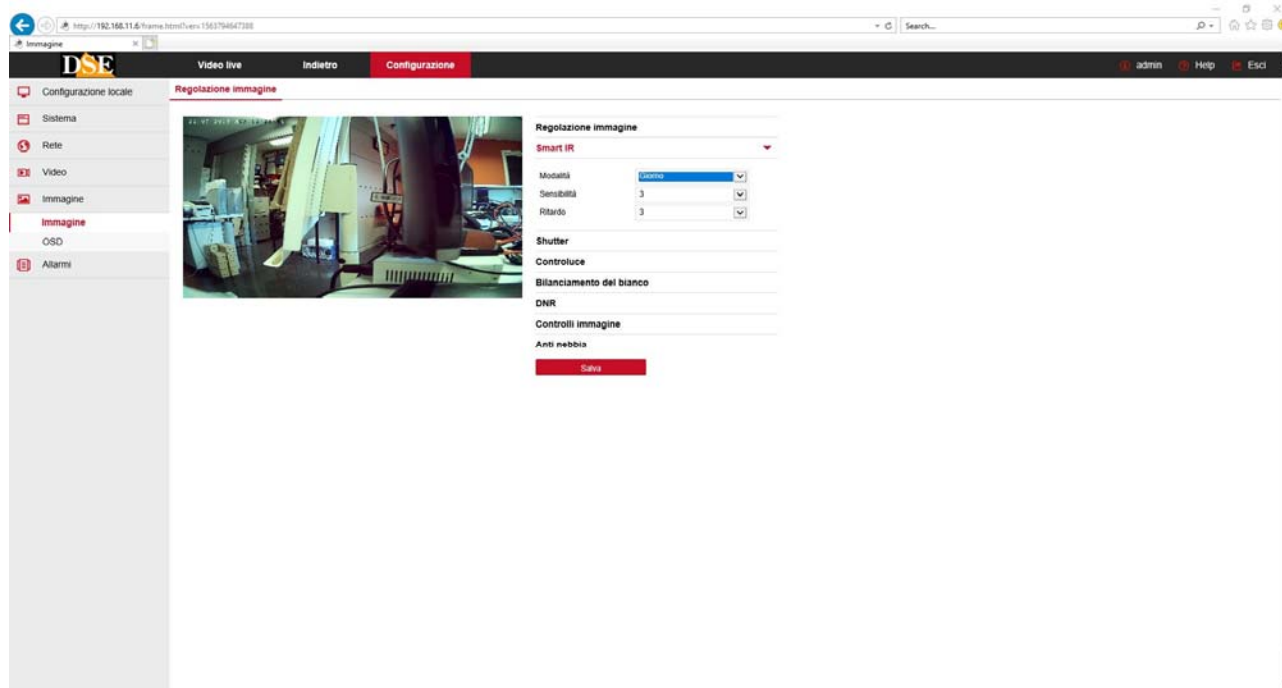 http://192.168.11.6/frame.html?ver=1563794647388
Search...
Immagine
DSE
Video live
Indietro
Configurazione
admin
Help
Esci
Configurazione locale
Sistema
Rete
Video
Immagine
Immagine
OSD
Allarmi
Regolazione immagine
Regolazione immagine
Smart IR
Modalità Giorno
Sensibilità 3
Ritardo 3
Shutter
Controluce
Bilanciamento del bianco
DNR
Controlli immagine
Anti nebbia
Salva